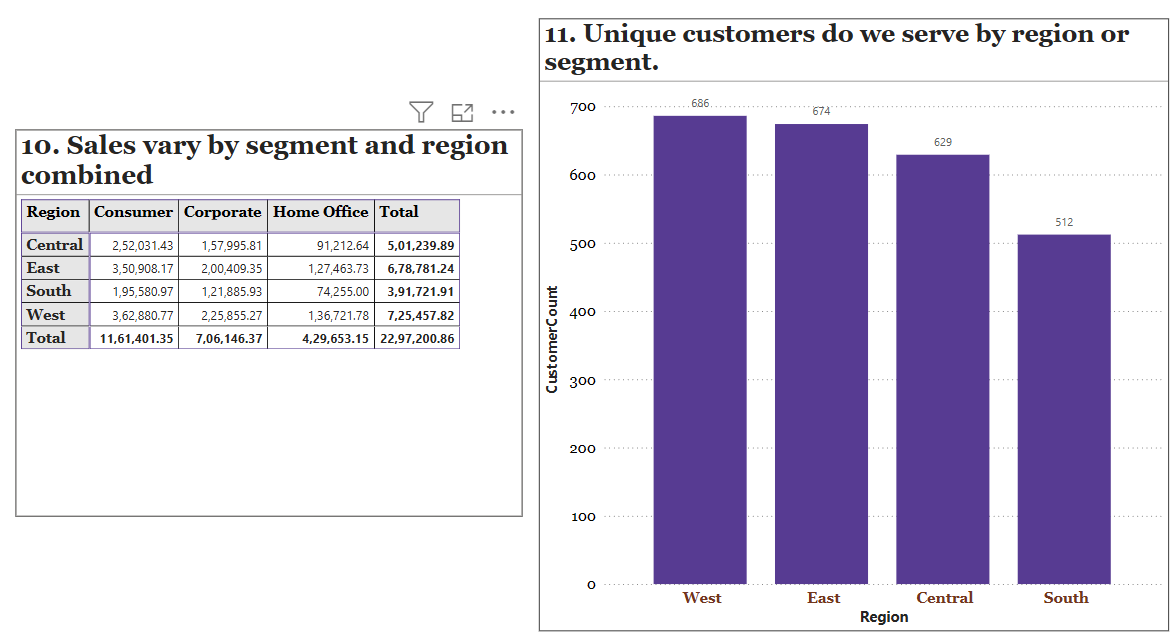 10. Sales vary by segment and region
combined
Region Consumer Corporate Home Office Total
Central 2,52,031.43 1,57,995.81 91,212.64 5,01,239.89
East 3,50,908.17 2,00,409.35 1,27,463.73 6,78,781.24
South 1,95,580.97 1,21,885.93 74,255.00 3,91,721.91
West 3,62,880.77 2,25,855.27 1,36,721.78 7,25,457.82
Total 11,61,401.35 7,06,146.37 4,29,653.15 22,97,200.86
11. Unique customers do we serve by region or
segment.
CustomerCount
700
600
500
400
300
200
100
0
686
674
629
512
West East Central South
Region